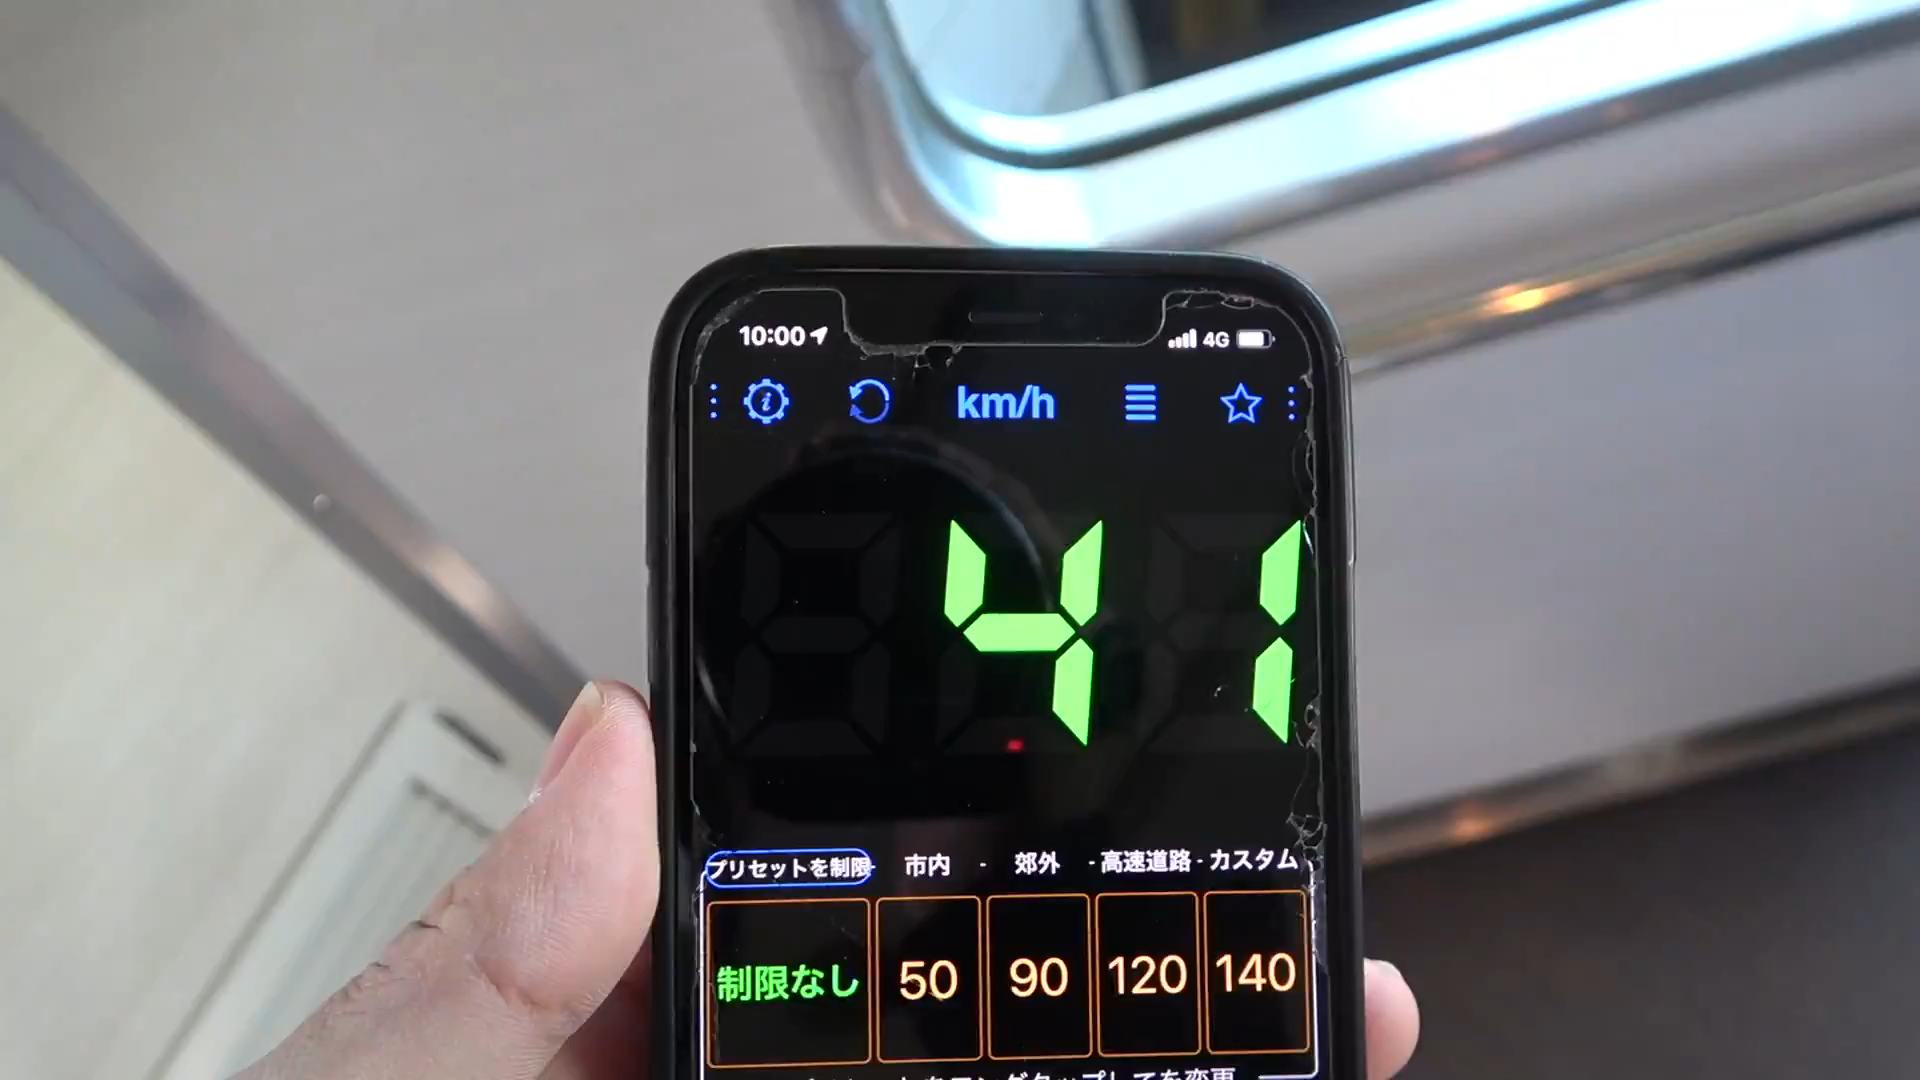 10:00 4G
km/h
41
プリセットを制限 - 市内 - 郊外 - 高速道路 - カスタム
制限なし 50 90 120 140